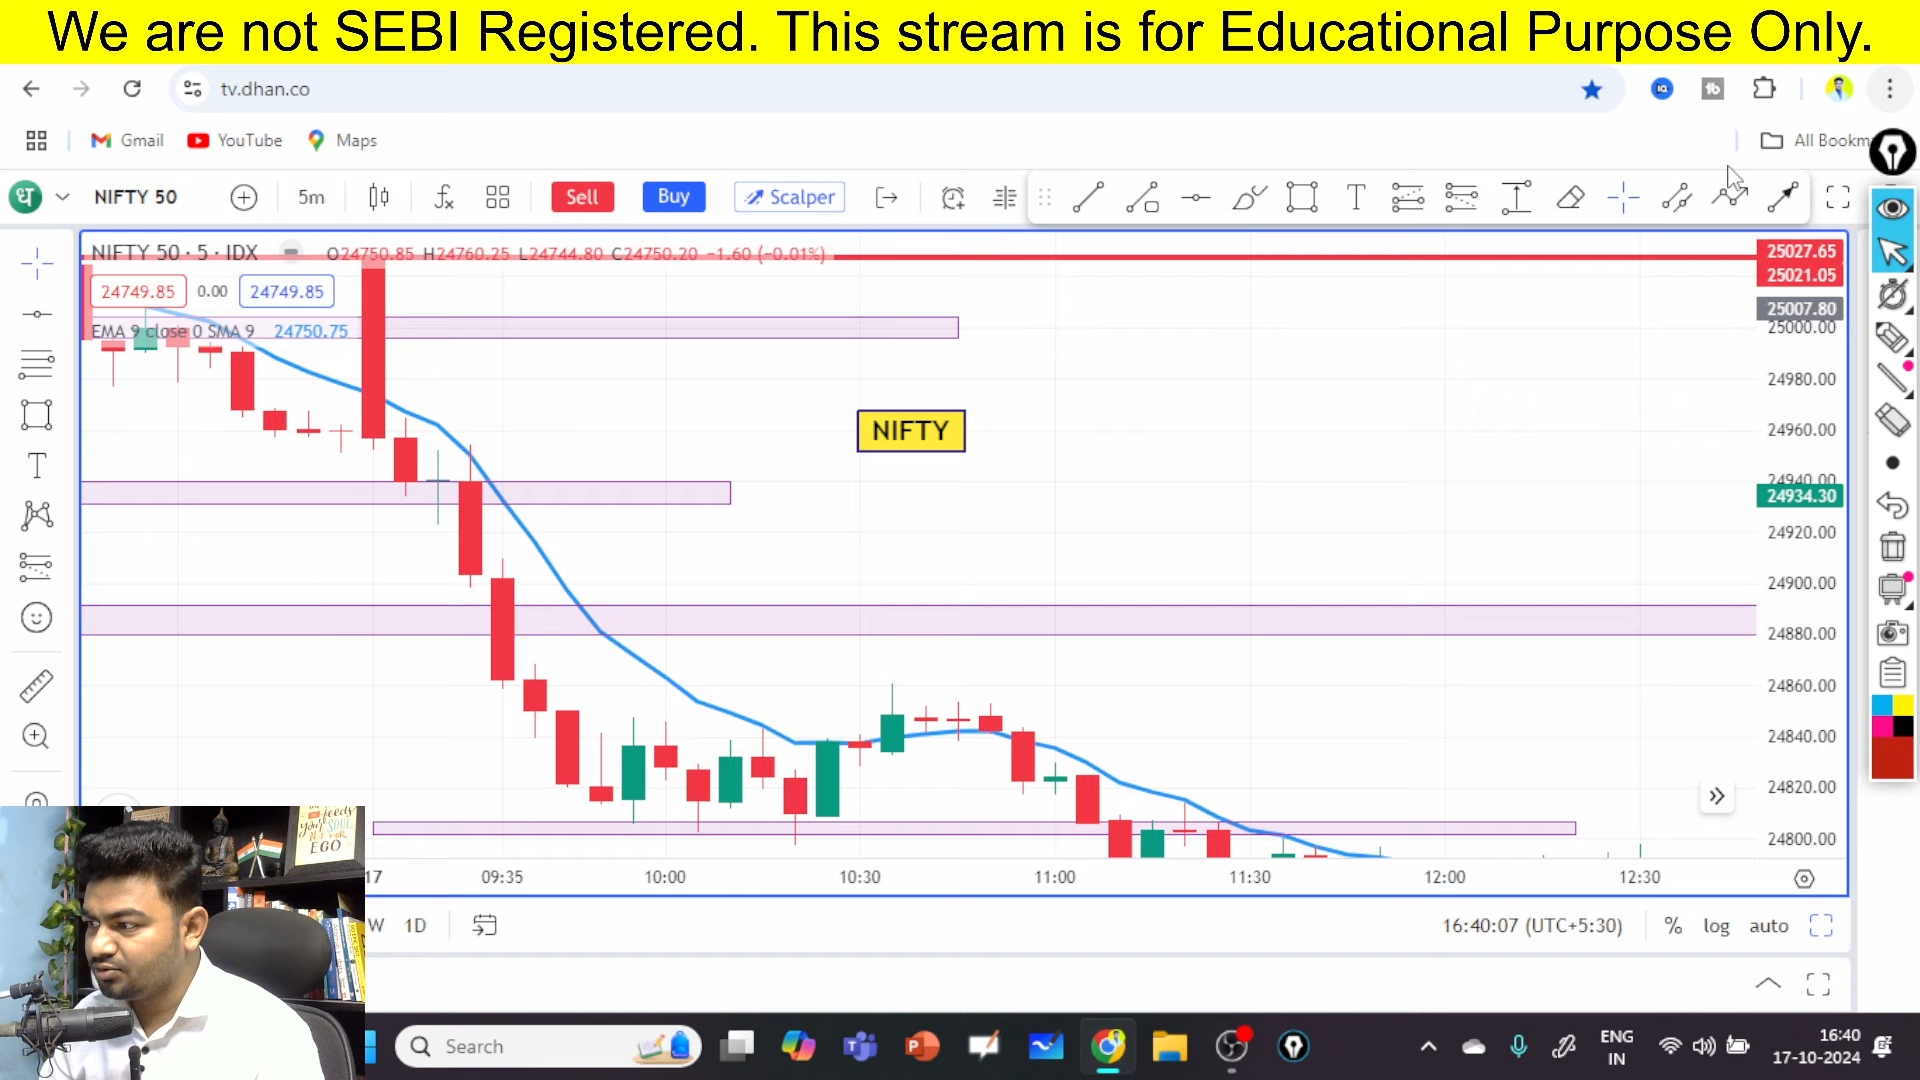 We are not SEBI Registered. This stream is for Educational Purpose Only.
tv.dhan.co
Gmail YouTube Maps All Bookm
ध NIFTY 50 5m Sell Buy Scalper
NIFTY 50 · 5 · IDX O24750.85 H24760.25 L24744.80 C24750.20 −1.60 (−0.01%)
24749.85 0.00 24749.85
EMA 9 close 0 SMA 9 24750.75
NIFTY
25027.65
25021.05
25007.80
25000.00
24980.00
24960.00
24940.00
24934.30
24920.00
24900.00
24880.00
24860.00
24840.00
24820.00
24800.00
17 09:35 10:00 10:30 11:00 11:30 12:00 12:30
W 1D 16:40:07 (UTC+5:30) % log auto
feeds
your SOUL
NOT YOUR
EGO
Search
ENG
IN
16:40
17-10-2024